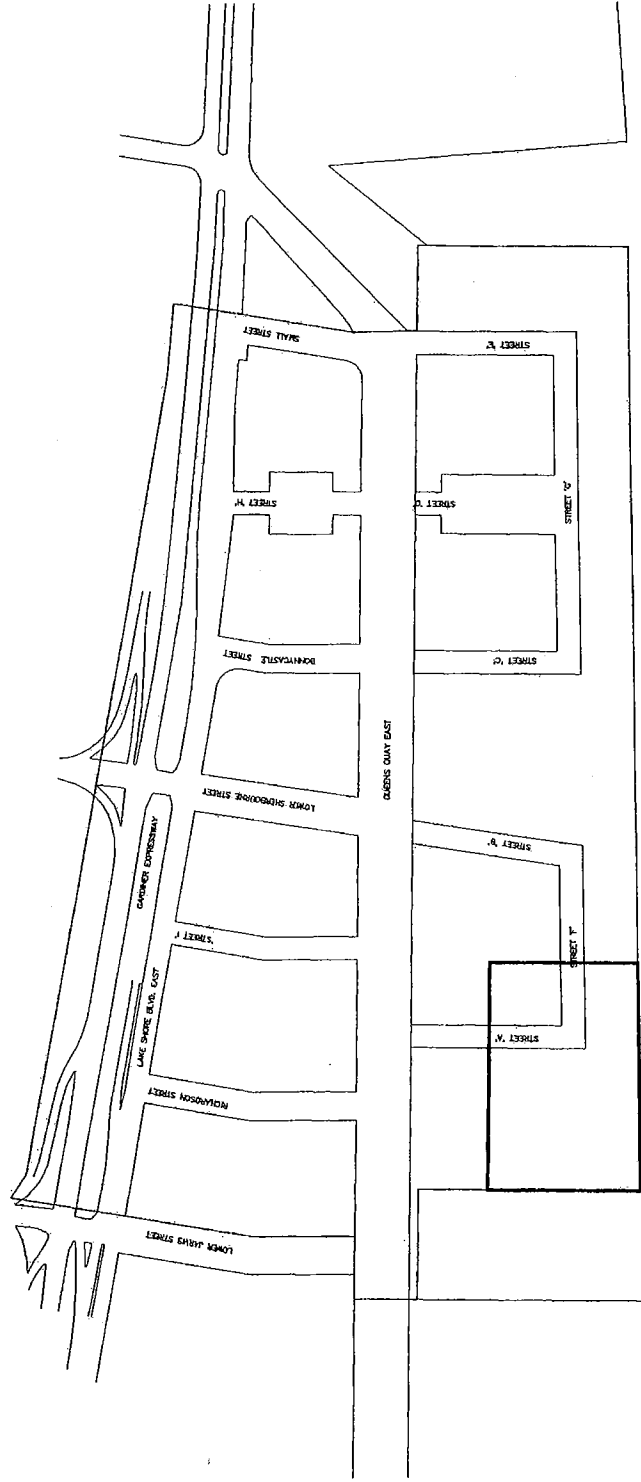 SMALL STREET
STREET 'E'
STREET 'H'
STREET 'D'
STREET 'G'
BONNYCASTLE STREET
STREET 'C'
QUEENS QUAY EAST
LOWER SHERBOURNE STREET
GARDINER EXPRESSWAY
STREET 'B'
STREET 'I'
STREET 'F'
LAKE SHORE BLVD. EAST
STREET 'A'
RICHARDSON STREET
LOWER JARVIS STREET